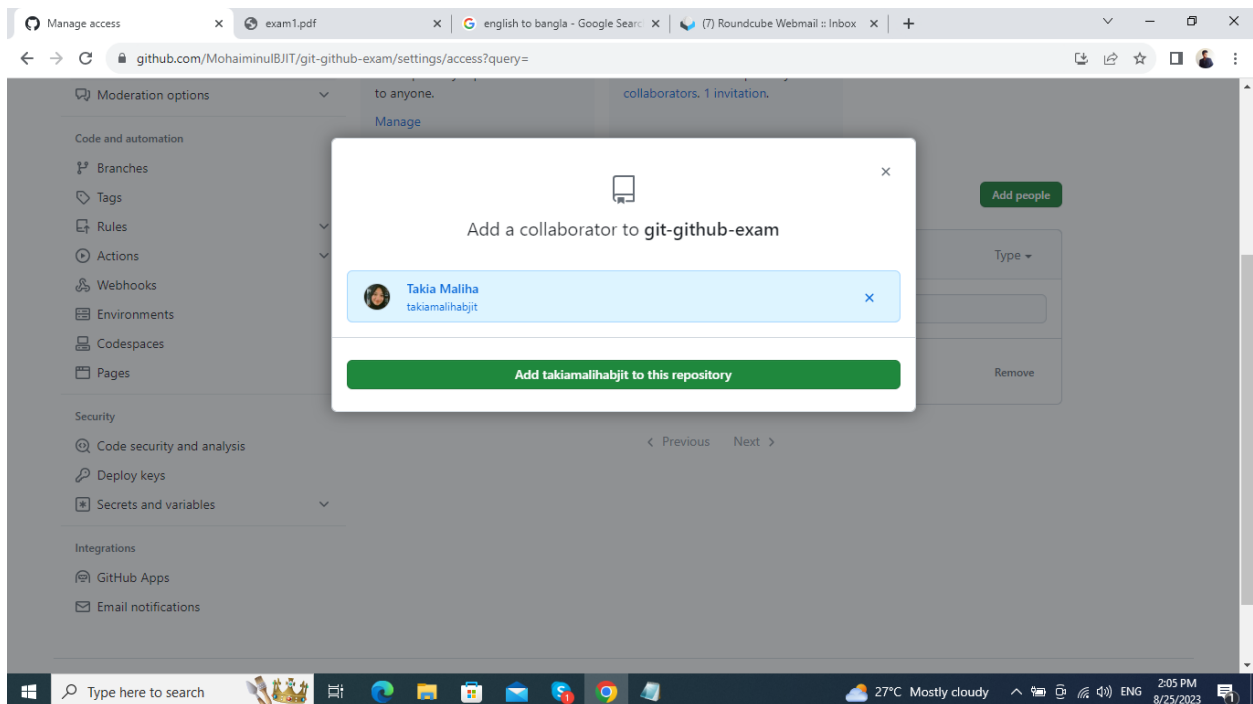 Manage access
exam1.pdf
G english to bangla - Google Searc
(7) Roundcube Webmail :: Inbox
github.com/MohaiminulBJIT/git-github-exam/settings/access?query=
Moderation options
to anyone.
collaborators. 1 invitation.
Manage
Code and automation
Branches
Tags
Rules
Actions
Webhooks
Environments
Codespaces
Pages
Security
Code security and analysis
Deploy keys
Secrets and variables
Integrations
GitHub Apps
Email notifications
Add a collaborator to git-github-exam
Takia Maliha
takiamalihabjit
Add takiamalihabjit to this repository
Add people
Type
Remove
Previous Next
Type here to search
27°C Mostly cloudy
ENG
2:05 PM
8/25/2023